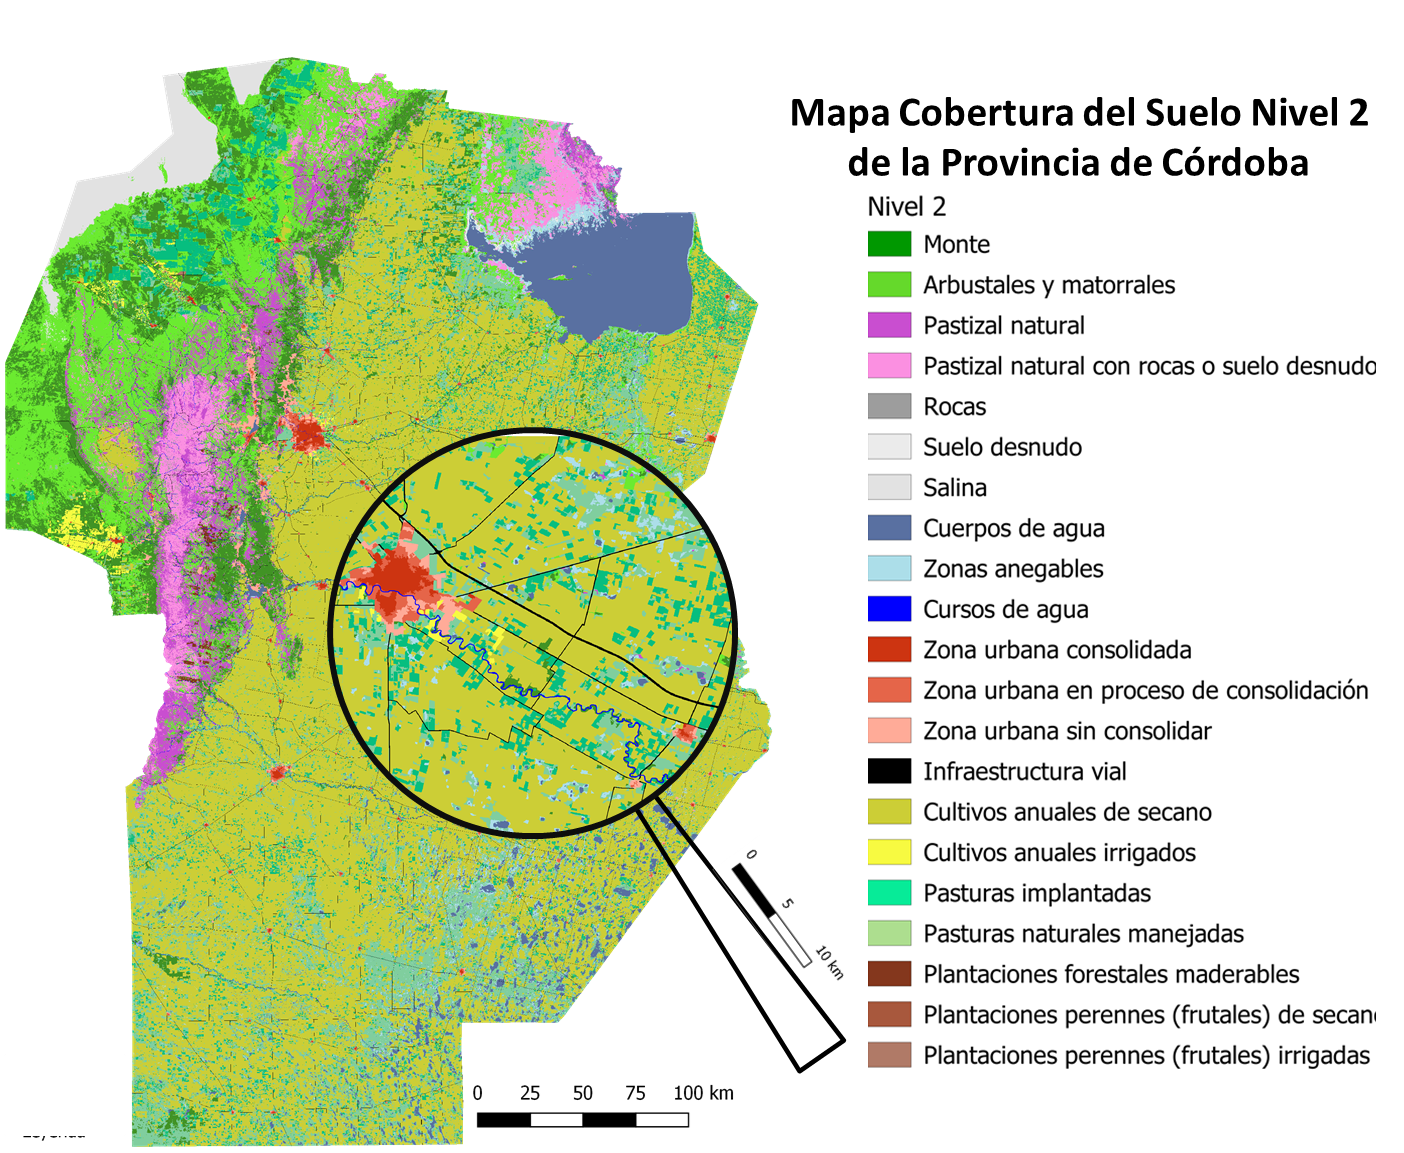 Mapa Cobertura del Suelo Nivel 2
de la Provincia de Córdoba
Nivel 2
Monte
Arbustales y matorrales
Pastizal natural
Pastizal natural con rocas o suelo desnudo
Rocas
Suelo desnudo
Salina
Cuerpos de agua
Zonas anegables
Cursos de agua
Zona urbana consolidada
Zona urbana en proceso de consolidación
Zona urbana sin consolidar
Infraestructura vial
Cultivos anuales de secano
Cultivos anuales irrigados
Pasturas implantadas
Pasturas naturales manejadas
Plantaciones forestales maderables
Plantaciones perennes (frutales) de secan
Plantaciones perennes (frutales) irrigadas
0 5 10 km
0 25 50 75 100 km